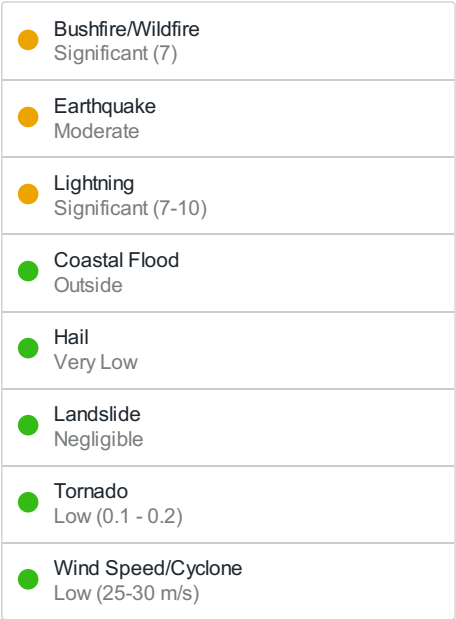 Bushfire/Wildfire
Significant (7)
Earthquake
Moderate
Lightning
Significant (7-10)
Coastal Flood
Outside
Hail
Very Low
Landslide
Negligible
Tornado
Low (0.1 - 0.2)
Wind Speed/Cyclone
Low (25-30 m/s)